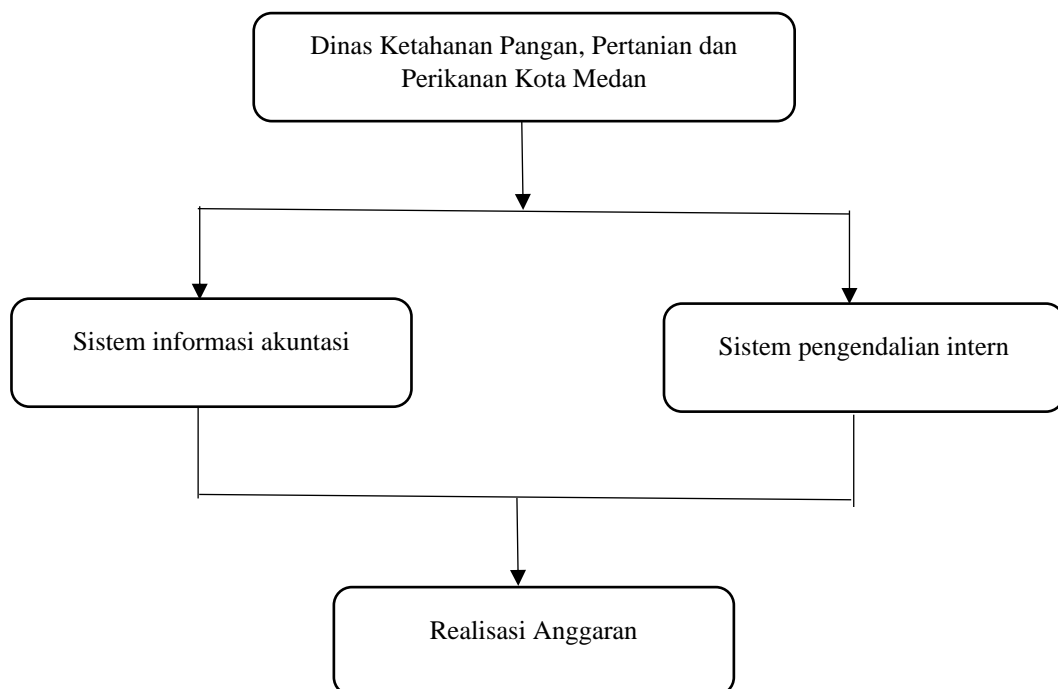 Dinas Ketahanan Pangan, Pertanian dan
Perikanan Kota Medan
Sistem informasi akuntasi
Sistem pengendalian intern
Realisasi Anggaran